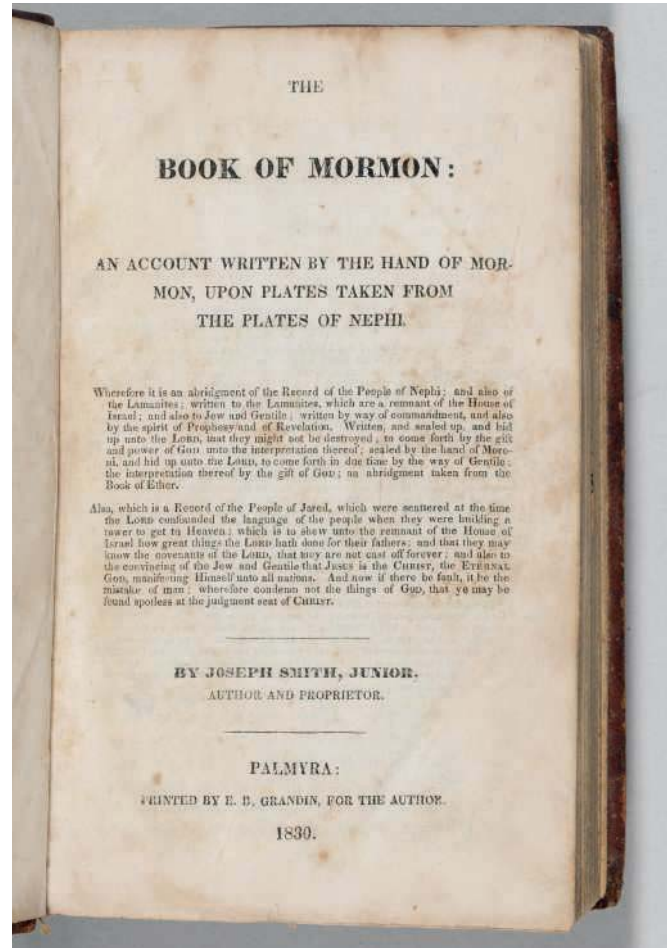 THE
BOOK OF MORMON:
AN ACCOUNT WRITTEN BY THE HAND OF MOR-
MON, UPON PLATES TAKEN FROM
THE PLATES OF NEPHI.
Wherefore it is an abridgment of the Record of the People of Nephi; and also of
the Lamanites; written to the Lamanites, which are a remnant of the House of
Israel; and also to Jew and Gentile; written by way of commandment, and also
by the spirit of Prophesy and of Revelation. Written, and sealed up, and hid
up unto the LORD, that they might not be destroyed; to come forth by the gift
and power of GOD unto the interpretation thereof; sealed by the hand of Moro-
ni, and hid up unto the LORD, to come forth in due time by the way of Gentile;
the interpretation thereof by the gift of GOD; an abridgment taken from the
Book of Ether.
Also, which is a Record of the People of Jared, which were scattered at the time
the LORD confounded the language of the people when they were building a
tower to get to Heaven: which is to shew unto the remnant of the House of
Israel how great things the LORD hath done for their fathers; and that they may
know the covenants of the LORD, that they are not cast off forever; and also to
the convincing of the Jew and Gentile that JESUS is the CHRIST, the ETERNAL
GOD, manifesting Himself unto all nations. And now if there be fault, it be the
mistake of man; wherefore condemn not the things of GOD, that ye may be
found spotless at the judgment seat of CHRIST.
BY JOSEPH SMITH, JUNIOR,
AUTHOR AND PROPRIETOR.
PALMYRA:
PRINTED BY E. B. GRANDIN, FOR THE AUTHOR.
1830.